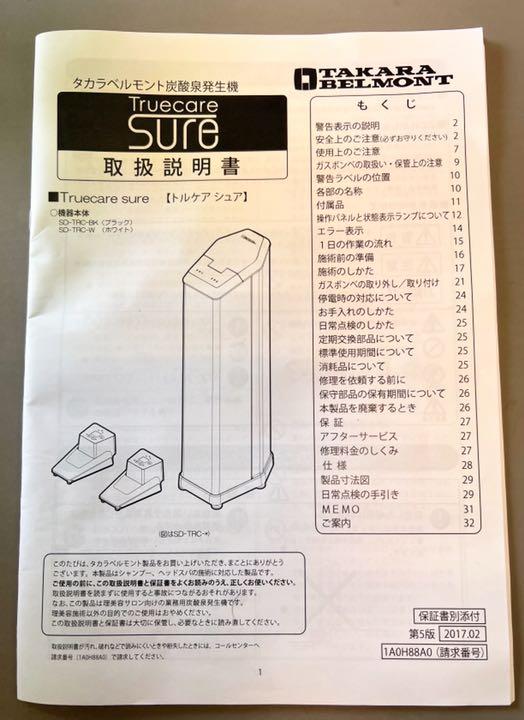 タカラベルモント炭酸泉発生機
Truecare
sure
取扱説明書
TAKARA
BELMONT
■Truecare sure 【トルケア シュア】
○機器本体
SD-TRC-BK（ブラック）
SD-TRC-W （ホワイト）
(図はSD-TRC-*)
もくじ
警告表示の説明 2
安全上のご注意(必ずお守りください) 2
使用上のご注意 7
ガスボンベの取扱い・保管上の注意 9
警告ラベルの位置 10
各部の名称 10
付属品 11
操作パネルと状態表示ランプについて 12
エラー表示 14
１日の作業の流れ 15
施術前の準備 16
施術のしかた 17
ガスボンベの取り外し／取り付け 21
停電時の対応について 24
お手入れのしかた 24
日常点検のしかた 25
定期交換部品について 25
標準使用期間について 25
消耗品について 25
修理を依頼する前に 26
保守部品の保有期間について 26
本製品を廃棄するとき 26
保 証 27
アフターサービス 27
修理料金のしくみ 27
仕 様 28
製品寸法図 29
日常点検の手引き 29
MEMO 31
ご案内 32
このたびは、タカラベルモント製品をお買い上げいただき、まことにありがとう
ございます。本製品はシャンプー、ヘッドスパの施術に対応した製品です。
ご使用の前に、この取扱説明書と保証書をよくお読みのうえ、正しくお使いください。
取扱説明書を読まずに使用すると事故につながるおそれがあります。
なお、この製品は理美容サロン向けの業務用炭酸泉発生機です。
理美容施術以外の目的でのご使用はおやめください。
この取扱説明書と保証書は大切に保管し、必要なときに読み直してください。
取扱説明書が汚れ、破れなどで読みにくいときや紛失したときには、コールセンターへ
請求番号（1A0H88A0）で請求してください。
保証書別添付
第5版 2017.02
1A0H88A0（請求番号）
1